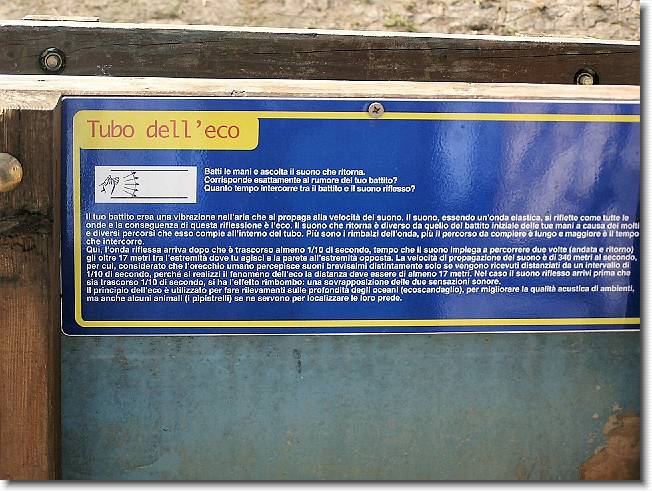 Tubo dell'eco
Batti le mani e ascolta il suono che ritorna.
Corrisponde esattamente al rumore del tuo battito?
Quanto tempo intercorre tra il battito e il suono riflesso?
Il tuo battito crea una vibrazione nell'aria che si propaga alla velocità del suono. Il suono, essendo un'onda elastica, si riflette come tutte le
onde e la conseguenza di questa riflessione è l'eco. Il suono che ritorna è diverso da quello del battito iniziale delle tue mani a causa dei molti
e diversi percorsi che esso compie all'interno del tubo. Più sono i rimbalzi dell'onda, più il percorso da compiere è lungo e maggiore è il tempo
che intercorre.
Qui, l'onda riflessa arriva dopo che è trascorso almeno 1/10 di secondo, tempo che il suono impiega a percorrere due volte (andata e ritorno)
gli oltre 17 metri tra l'estremità dove tu agisci e la parete all'estremità opposta. La velocità di propagazione del suono è di 340 metri al secondo,
per cui, considerato che l'orecchio umano percepisce suoni brevissimi distintamente solo se vengono ricevuti distanziati da un intervallo di
1/10 di secondo, perché si realizzi il fenomeno dell'eco la distanza deve essere di almeno 17 metri. Nel caso il suono riflesso arrivi prima che
sia trascorso 1/10 di secondo, si ha l'effetto rimbombo: una sovrapposizione delle due sensazioni sonore.
Il principio dell'eco è utilizzato per fare rilevamenti sulle profondità degli oceani (ecoscandaglio), per migliorare la qualità acustica di ambienti,
ma anche alcuni animali (i pipistrelli) se ne servono per localizzare le loro prede.